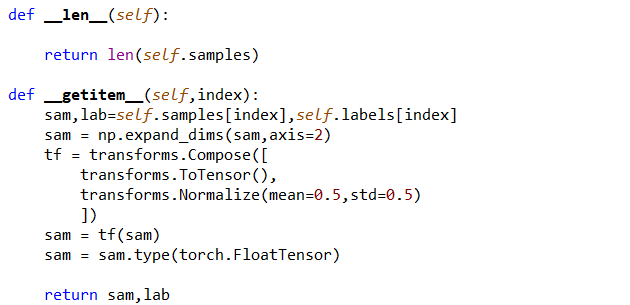 def __len__(self):
    return len(self.samples)
def __getitem__(self,index):
    sam,lab=self.samples[index],self.labels[index]
    sam = np.expand_dims(sam,axis=2)
    tf = transforms.Compose([
        transforms.ToTensor(),
        transforms.Normalize(mean=0.5,std=0.5)
        ])
    sam = tf(sam)
    sam = sam.type(torch.FloatTensor)
    return sam,lab